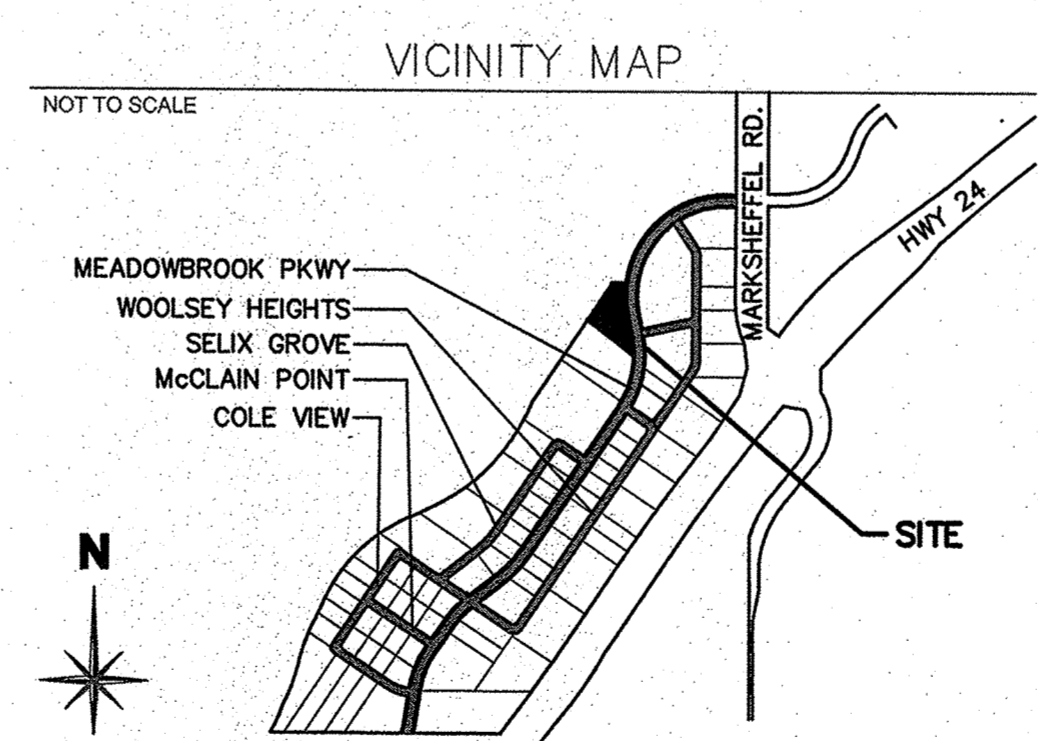 VICINITY MAP
NOT TO SCALE
MARKSHEFFEL RD.
HWY 24
MEADOWBROOK PKWY
WOOLSEY HEIGHTS
SELIX GROVE
McCLAIN POINT
COLE VIEW
SITE
N